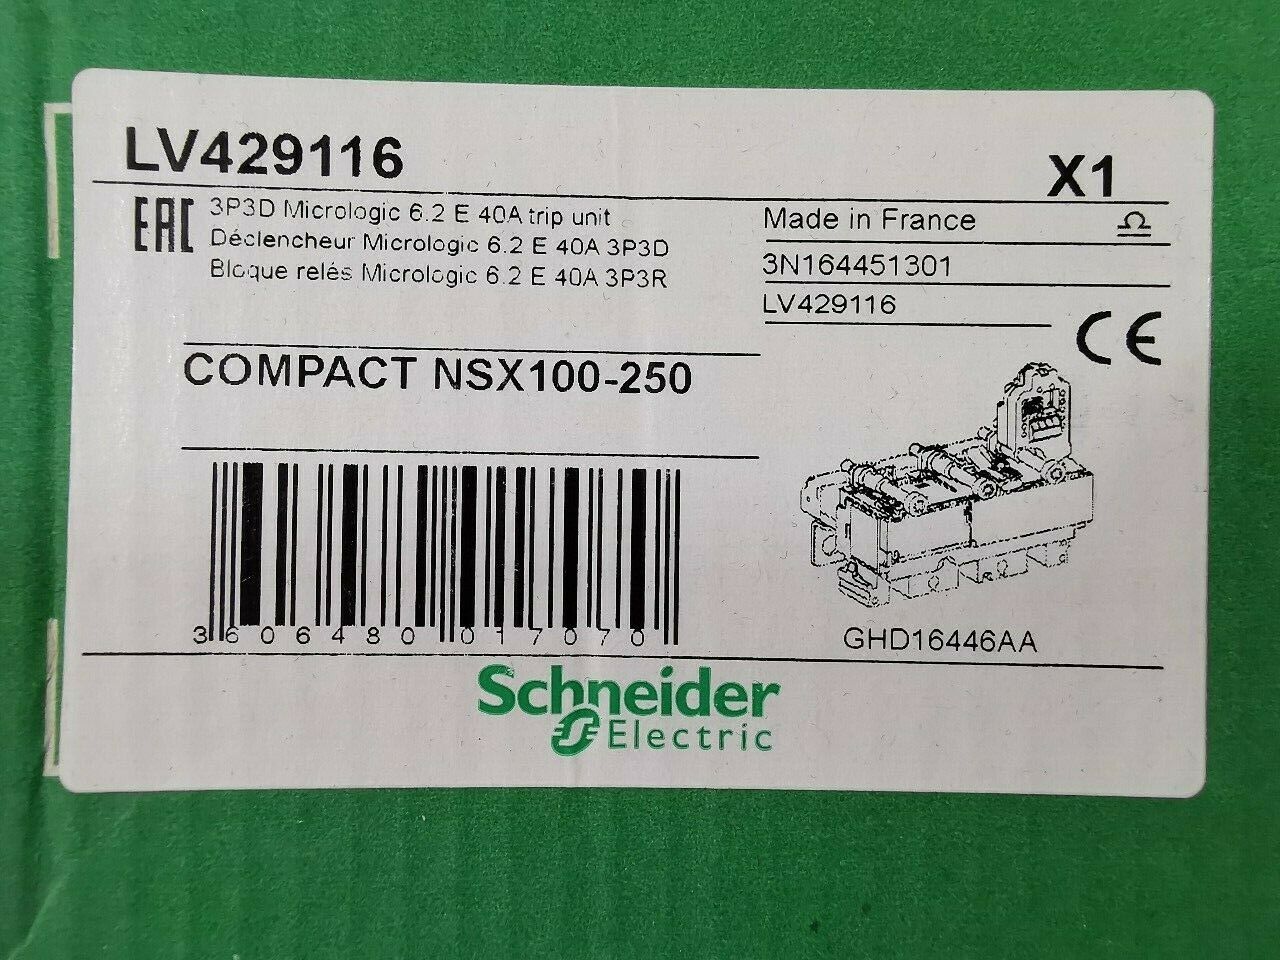 LV429116
X1
EAC
3P3D Micrologic 6.2 E 40A trip unit
Déclencheur Micrologic 6.2 E 40A 3P3D
Bloque relés Micrologic 6.2 E 40A 3P3R
Made in France
3N164451301
LV429116
CE
COMPACT NSX100-250
3606480017070
GHD16446AA
Schneider
Electric